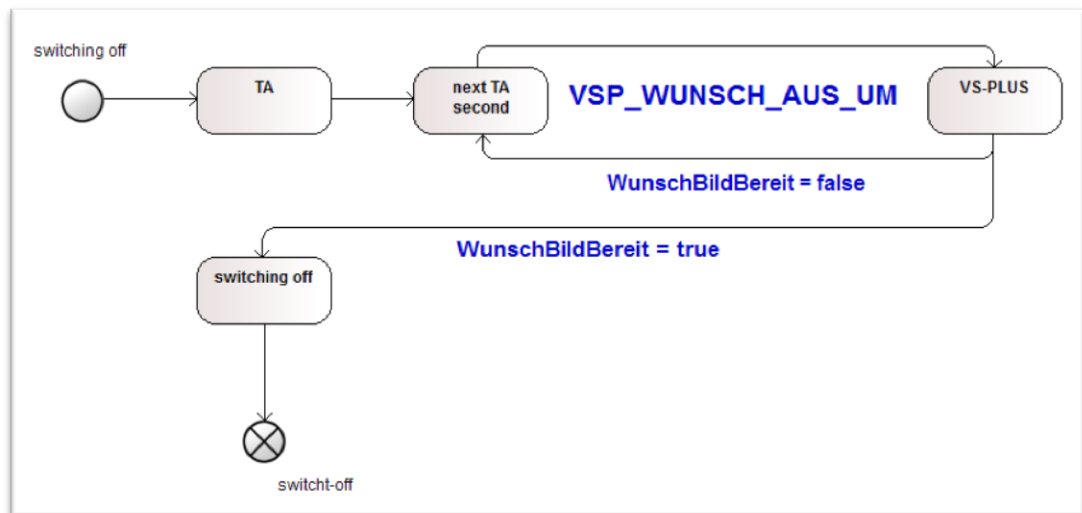 switching off
TA
next TA
second
VSP_WUNSCH_AUS_UM
VS-PLUS
WunschBildBereit = false
WunschBildBereit = true
switching off
switcht-off